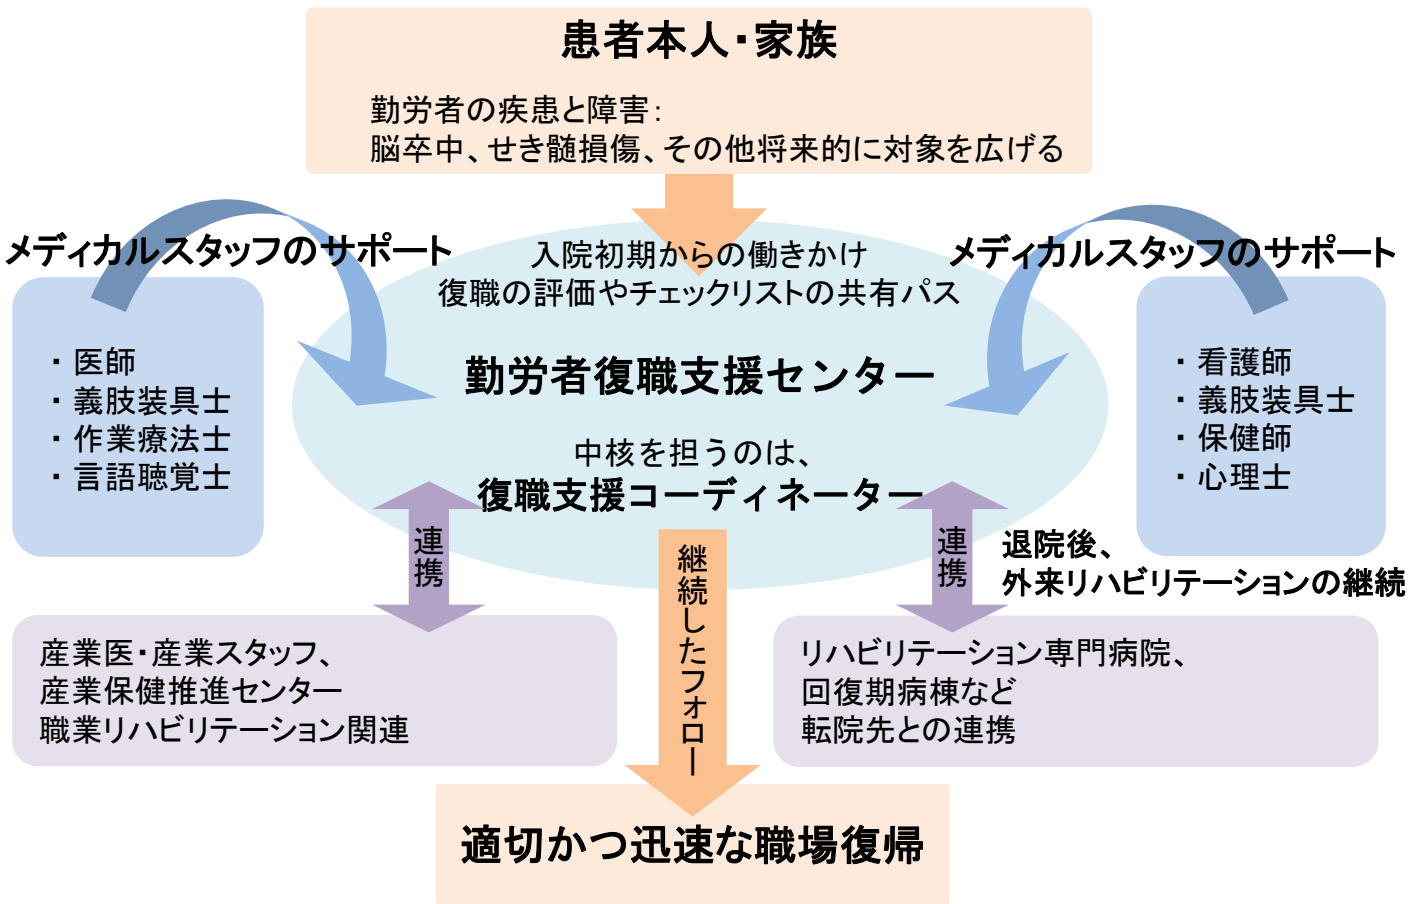 患者本人・家族
勤労者の疾患と障害：
脳卒中、せき髄損傷、その他将来的に対象を広げる
メディカルスタッフのサポート
・医師
・義肢装具士
・作業療法士
・言語聴覚士
入院初期からの働きかけ
復職の評価やチェックリストの共有パス
勤労者復職支援センター
中核を担うのは、
復職支援コーディネーター
メディカルスタッフのサポート
・看護師
・義肢装具士
・保健師
・心理士
連携
継続したフォロー
連携
退院後、
外来リハビリテーションの継続
産業医・産業スタッフ、
産業保健推進センター
職業リハビリテーション関連
リハビリテーション専門病院、
回復期病棟など
転院先との連携
適切かつ迅速な職場復帰